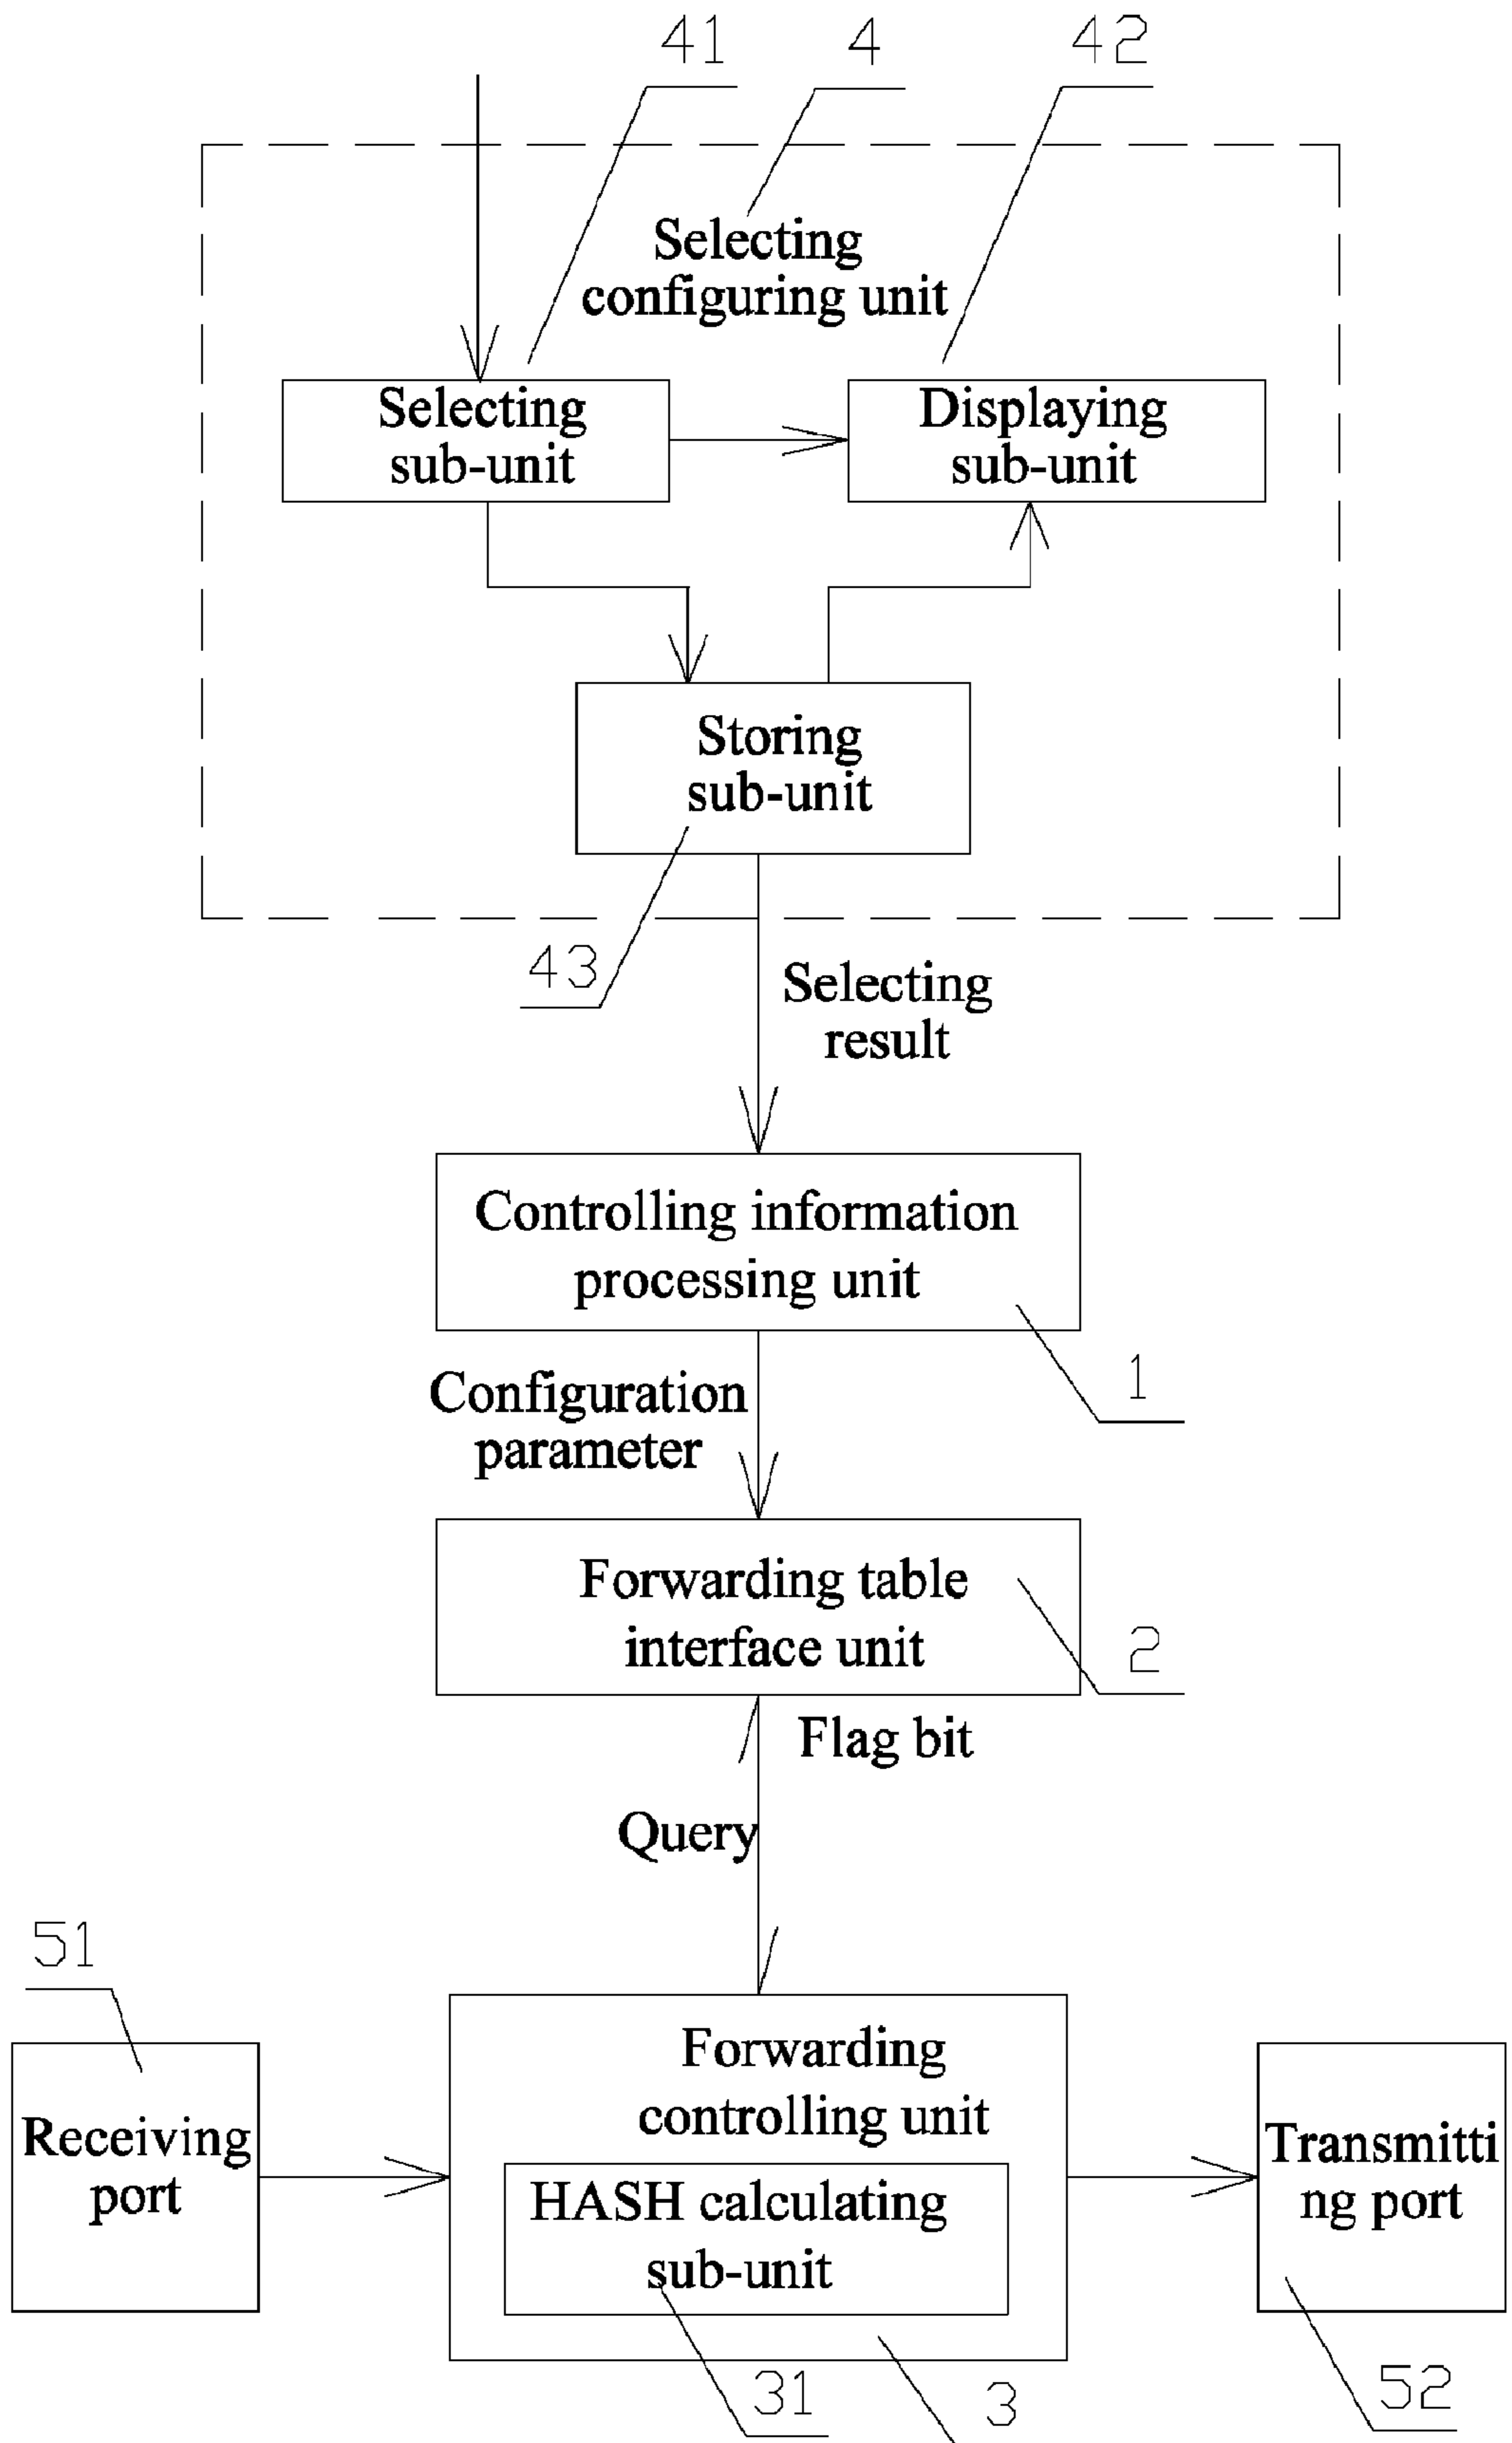 41
4
42
Selecting
configuring unit
Selecting
sub-unit
Displaying
sub-unit
Storing
sub-unit
43
Selecting
result
Controlling information
processing unit
1
Configuration
parameter
Forwarding table
interface unit
2
Flag bit
Query
51
Receiving
port
Forwarding
controlling unit
HASH calculating
sub-unit
Transmitti
ng port
31
3
52